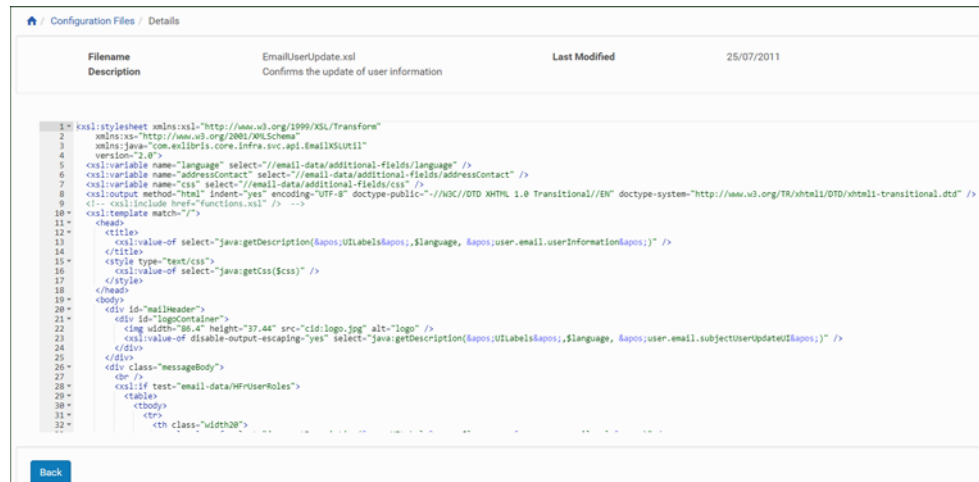 / Configuration Files / Details
Filename EmailUserUpdate.xsl Last Modified 25/07/2011
Description Confirms the update of user information
1 <xsl:stylesheet xmlns:xsl="http://www.w3.org/1999/XSL/Transform"
2 xmlns:xs="http://www.w3.org/2001/XMLSchema"
3 xmlns:java="com.exlibris.core.infra.svc.api.EmailXSLUtil"
4 version="2.0">
5 <xsl:variable name="language" select="//email-data/additional-fields/language" />
6 <xsl:variable name="addressContact" select="//email-data/additional-fields/addressContact" />
7 <xsl:variable name="css" select="//email-data/additional-fields/css" />
8 <xsl:output method="html" indent="yes" encoding="UTF-8" doctype-public="-//W3C//DTD XHTML 1.0 Transitional//EN" doctype-system="http://www.w3.org/TR/xhtml1/DTD/xhtml1-transitional.dtd" />
9 <!-- <xsl:include href="functions.xsl" /> -->
10 <xsl:template match="/">
11 <head>
12 <title>
13 <xsl:value-of select="java:getDescription(&apos;UILabels&apos;,$language, &apos;user.email.userInformation&apos;)" />
14 </title>
15 <style type="text/css">
16 <xsl:value-of select="java:getCss($css)" />
17 </style>
18 </head>
19 <body>
20 <div id="mailHeader">
21 <div id="logoContainer">
22 <img width="86.4" height="37.44" src="cid:logo.jpg" alt="logo" />
23 <xsl:value-of disable-output-escaping="yes" select="java:getDescription(&apos;UILabels&apos;,$language, &apos;user.email.subjectUserUpdateUI&apos;)" />
24 </div>
25 </div>
26 <div class="messageBody">
27 <br />
28 <xsl:if test="email-data/HFrUserRoles">
29 <table>
30 <tbody>
31 <tr>
32 <th class="width20">
Back